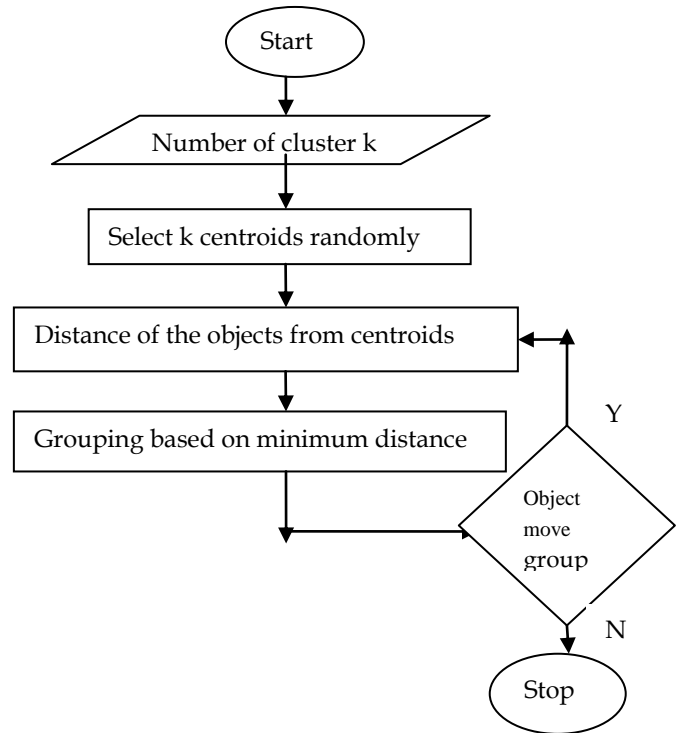 Start
Number of cluster k
Select k centroids randomly
Distance of the objects from centroids
Grouping based on minimum distance
Y
Object
move
group
N
Stop